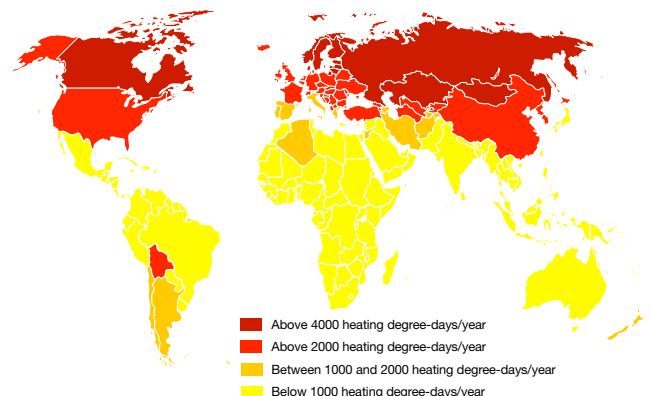 Above 4000 heating degree-days/year
Above 2000 heating degree-days/year
Between 1000 and 2000 heating degree-days/year
Below 1000 heating degree-days/year